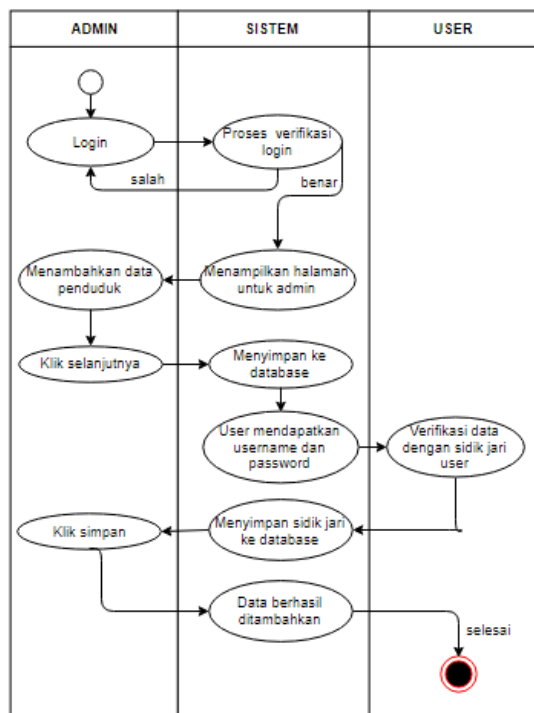 ADMIN
SISTEM
USER
Login
Proses verifikasi
login
salah
benar
Menambahkan data
penduduk
Menampilkan halaman
untuk admin
Klik selanjutnya
Menyimpan ke
database
User mendapatkan
username dan
password
Verifikasi data
dengan sidik jari
user
Klik simpan
Menyimpan sidik jari
ke database
Data berhasil
ditambahkan
selesai